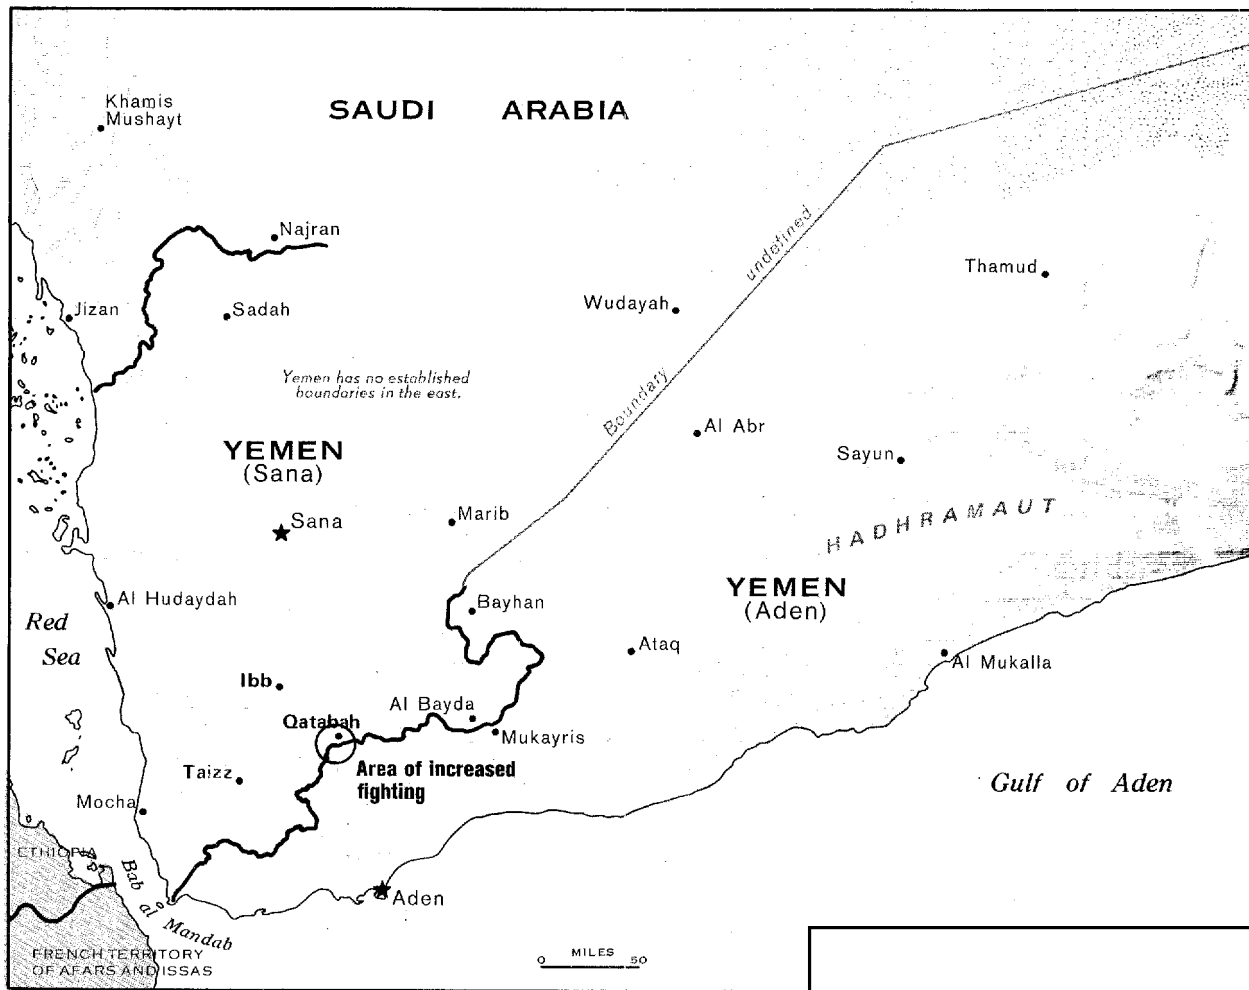 Khamis
Mushayt
SAUDI ARABIA
Najran
undefined
Thamud
Jizan
Sadah
Wudayah
Yemen has no established
boundaries in the east.
Boundary
YEMEN
(Sana)
Al Abr
Sayun
Sana
Marib
HADHRAMAUT
Al Hudaydah
Bayhan
YEMEN
(Aden)
Red
Sea
Ataq
Al Mukalla
Ibb
Al Bayda
Qatabah
Mukayris
Area of increased
fighting
Taizz
Mocha
Gulf of Aden
ETHIOPIA
Bab al Mandab
Aden
FRENCH TERRITORY
OF AFARS AND ISSAS
MILES
0 50